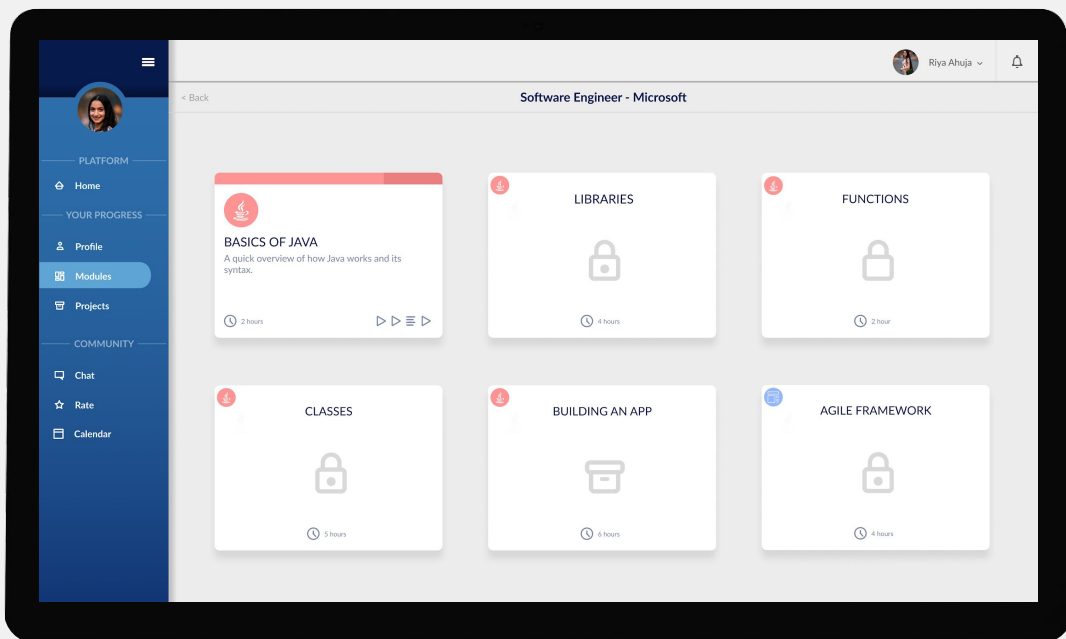 Riya Ahuja
< Back
Software Engineer - Microsoft
PLATFORM
Home
YOUR PROGRESS
Profile
Modules
Projects
COMMUNITY
Chat
Rate
Calendar
BASICS OF JAVA
A quick overview of how Java works and its
syntax.
2 hours
LIBRARIES
4 hours
FUNCTIONS
2 hour
CLASSES
5 hours
BUILDING AN APP
6 hours
AGILE FRAMEWORK
4 hours